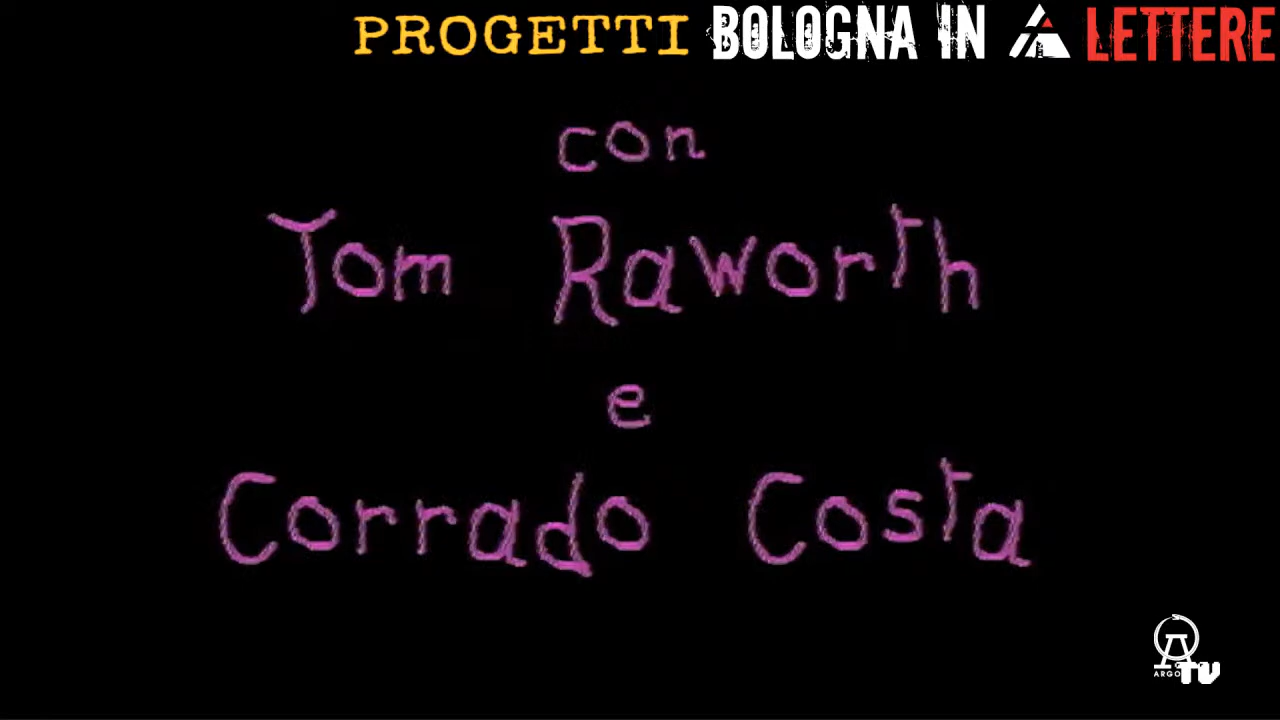 PROGETTI BOLOGNA IN LETTERE
con
Tom Raworth
e
Corrado Costa
ARGO TV